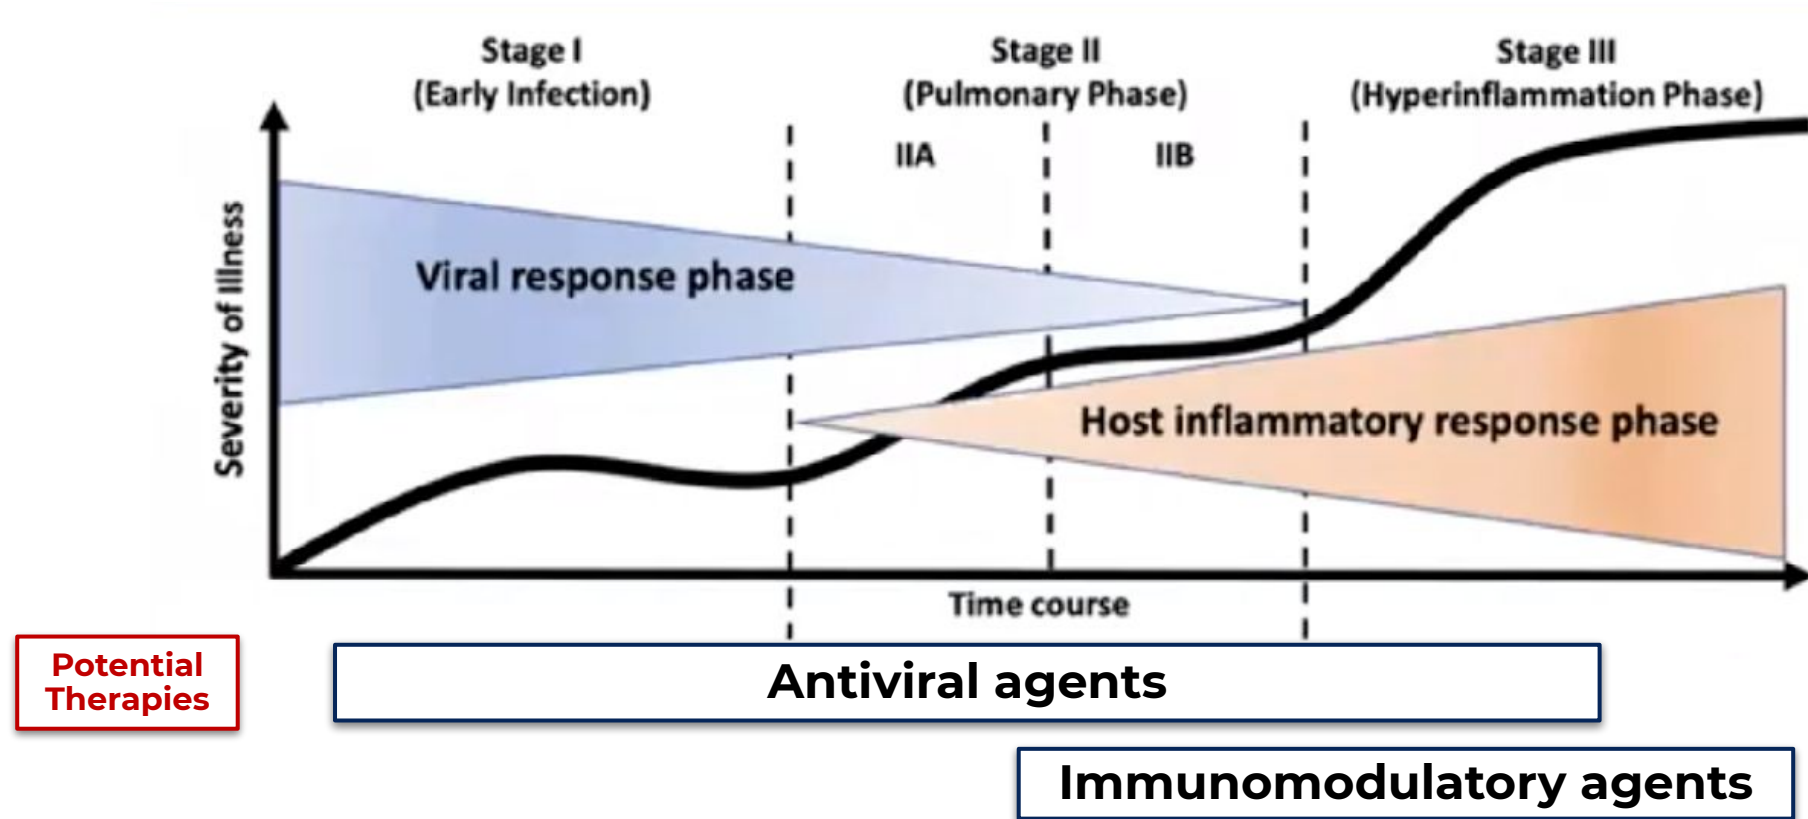 Stage I
(Early Infection)
Stage II
(Pulmonary Phase)
Stage III
(Hyperinflammation Phase)
IIA
IIB
Severity of Illness
Viral response phase
Host inflammatory response phase
Time course
Potential
Therapies
Antiviral agents
Immunomodulatory agents